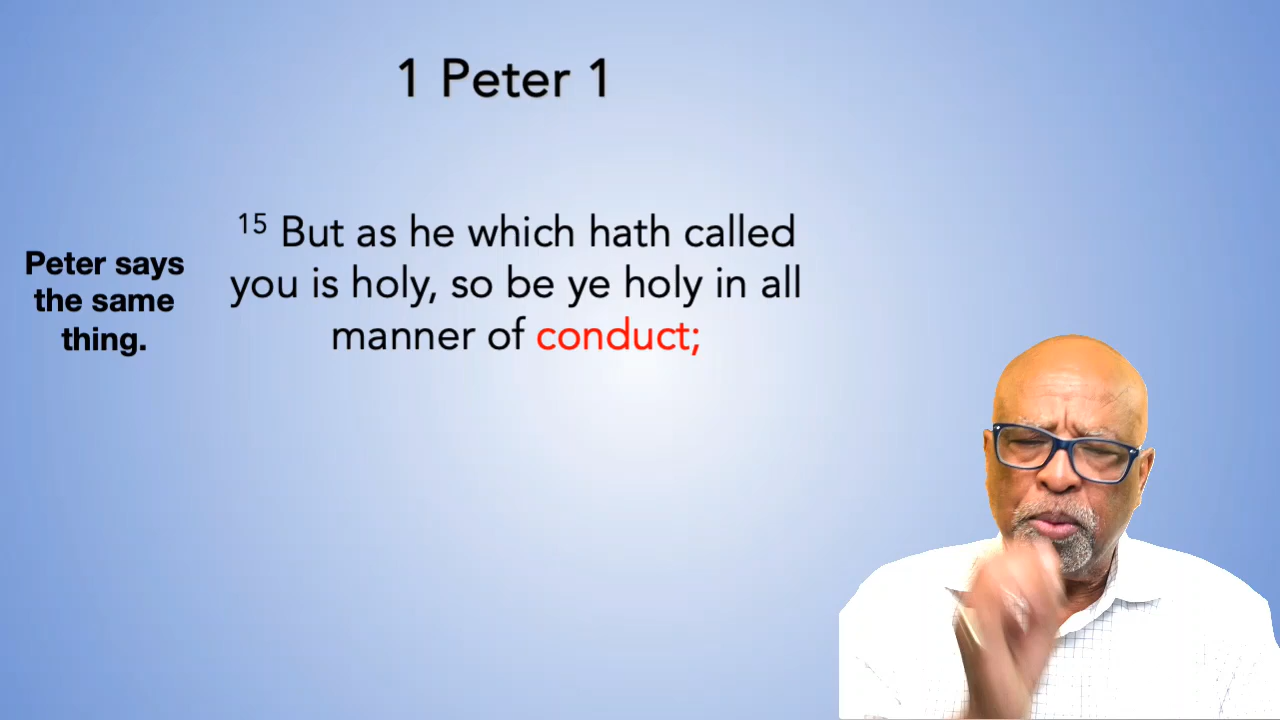 1 Peter 1
Peter says
the same
thing.
15 But as he which hath called
you is holy, so be ye holy in all
manner of conduct;